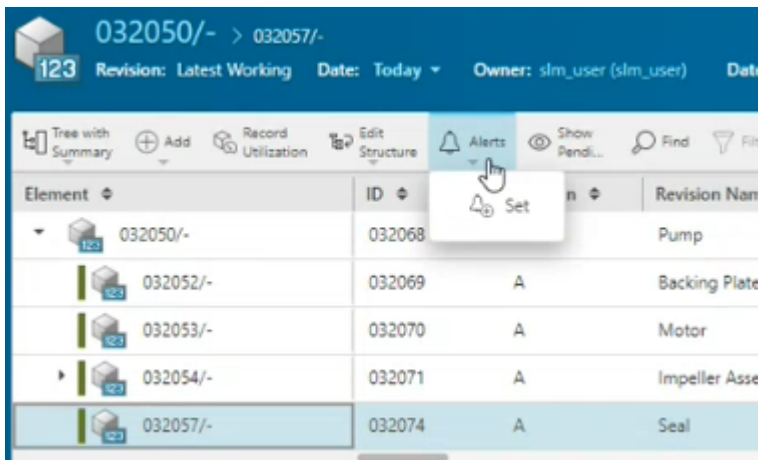 032050/- > 032057/-
123 Revision: Latest Working Date: Today Owner: slm_user (slm_user) Date
Tree with Summary Add Record Utilization Edit Structure Alerts Show Pendi... Find
Element ID n Revision Nam
Set
032050/- 032068 Pump
032052/- 032069 A Backing Plate
032053/- 032070 A Motor
032054/- 032071 A Impeller Asse
032057/- 032074 A Seal